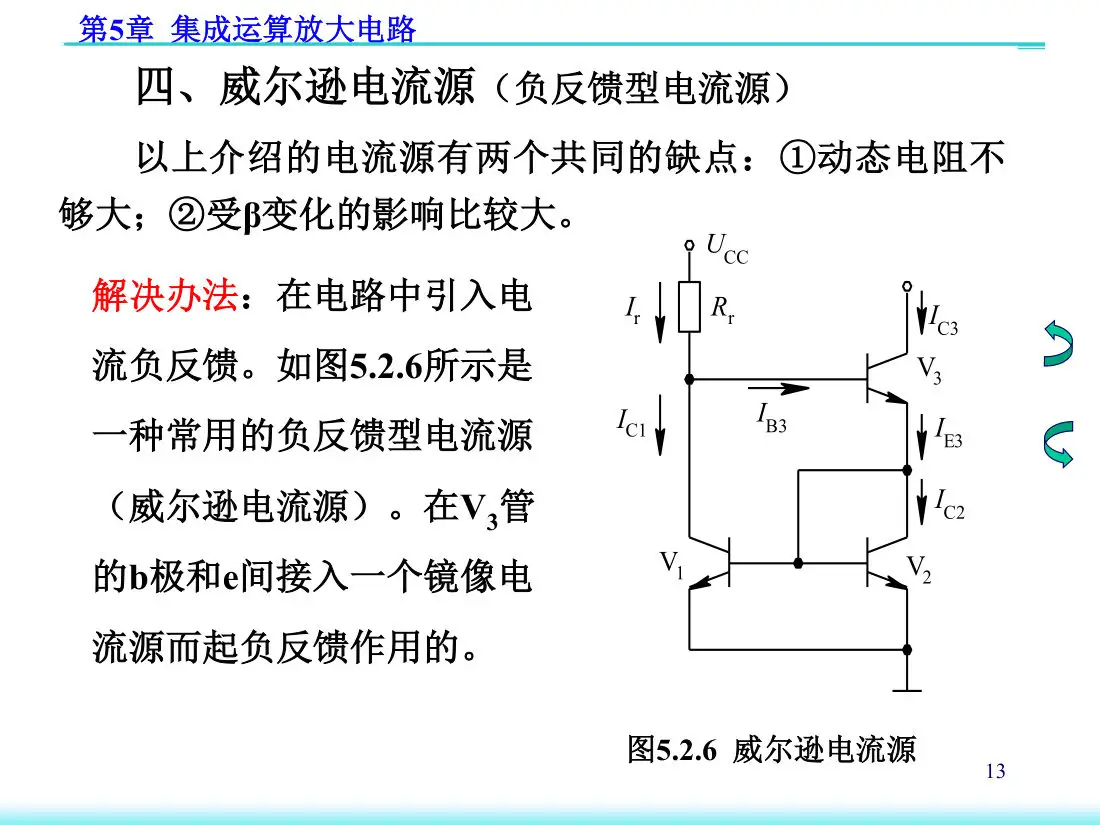 第5章 集成运算放大电路
四、威尔逊电流源（负反馈型电流源）
以上介绍的电流源有两个共同的缺点：①动态电阻不
够大；②受β变化的影响比较大。
解决办法：在电路中引入电
流负反馈。如图5.2.6所示是
一种常用的负反馈型电流源
（威尔逊电流源）。在V3管
的b极和e间接入一个镜像电
流源而起负反馈作用的。
UCC
Ir
Rr
IC3
V3
IB3
IC1
IE3
IC2
V1
V2
图5.2.6 威尔逊电流源
13